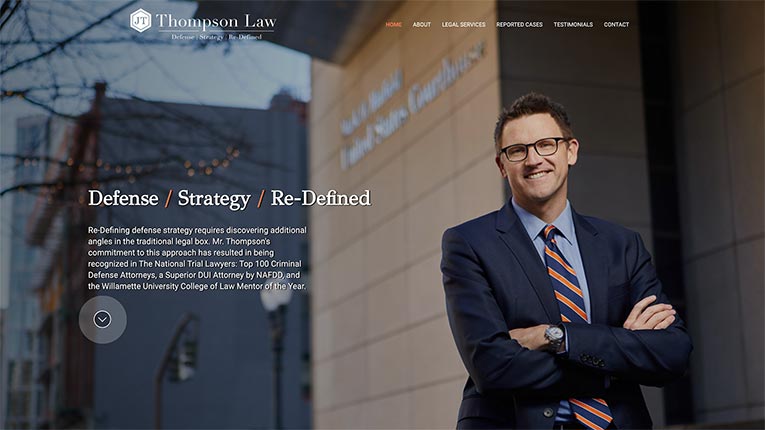 JT Thompson Law
Defense | Strategy | Re-Defined
HOME ABOUT LEGAL SERVICES REPORTED CASES TESTIMONIALS CONTACT
United States Courthouse
Defense / Strategy / Re-Defined
Re-Defining defense strategy requires discovering additional
angles in the traditional legal box. Mr. Thompson's
commitment to this approach has resulted in being
recognized in The National Trial Lawyers: Top 100 Criminal
Defense Attorneys, a Superior DUI Attorney by NAFDD, and
the Willamette University College of Law Mentor of the Year.